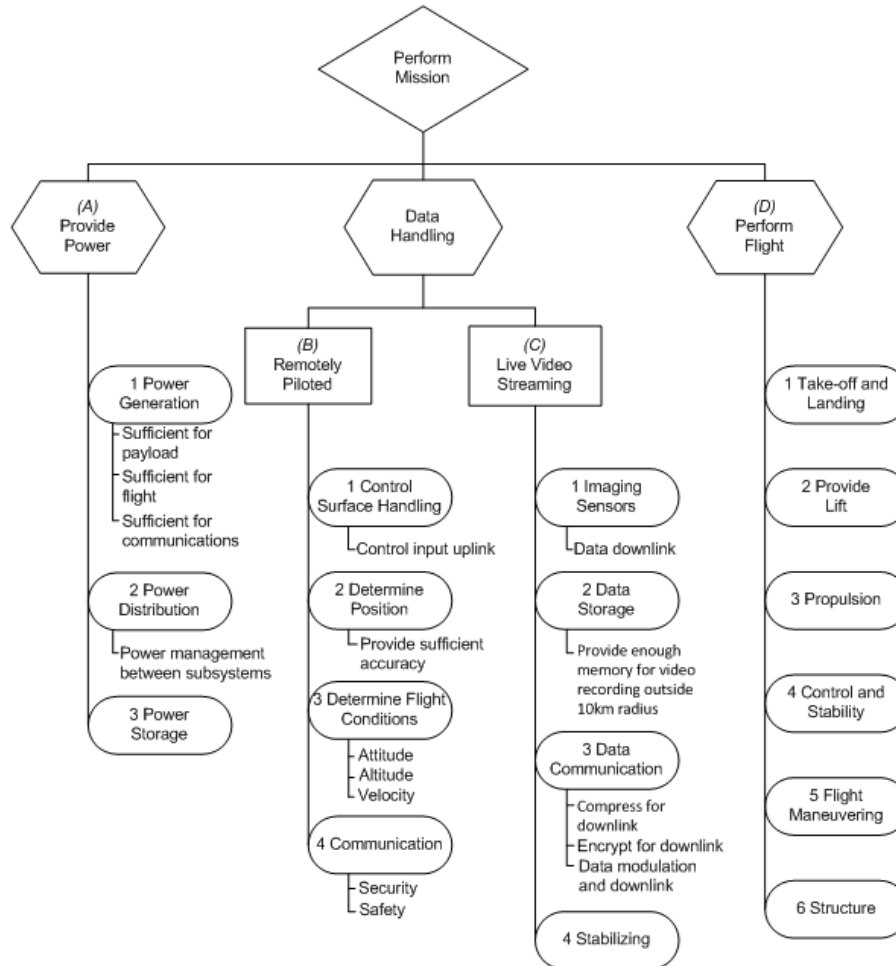 Perform
Mission
(A)
Provide
Power
Data
Handling
(D)
Perform
Flight
(B)
Remotely
Piloted
(C)
Live Video
Streaming
1 Power
Generation
Sufficient for
payload
Sufficient for
flight
Sufficient for
communications
2 Power
Distribution
Power management
between subsystems
3 Power
Storage
1 Control
Surface Handling
Control input uplink
2 Determine
Position
Provide sufficient
accuracy
3 Determine Flight
Conditions
Attitude
Altitude
Velocity
4 Communication
Security
Safety
1 Imaging
Sensors
Data downlink
2 Data
Storage
Provide enough
memory for video
recording outside
10km radius
3 Data
Communication
Compress for
downlink
Encrypt for downlink
Data modulation
and downlink
4 Stabilizing
1 Take-off and
Landing
2 Provide
Lift
3 Propulsion
4 Control and
Stability
5 Flight
Maneuvering
6 Structure